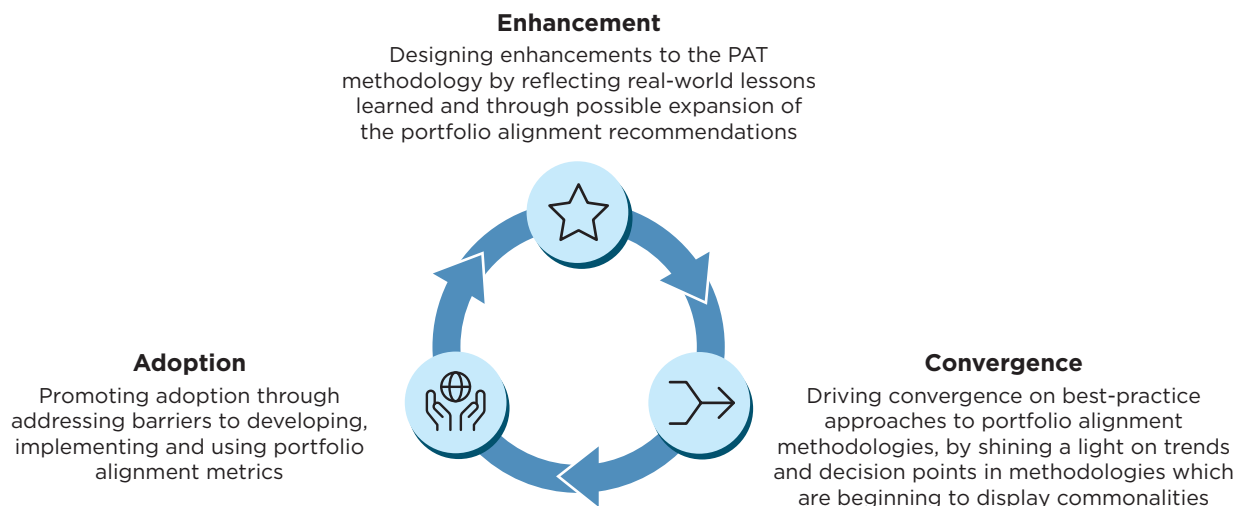 Enhancement
Designing enhancements to the PAT
methodology by reflecting real-world lessons
learned and through possible expansion of
the portfolio alignment recommendations
Adoption
Promoting adoption through
addressing barriers to developing,
implementing and using portfolio
alignment metrics
Convergence
Driving convergence on best-practice
approaches to portfolio alignment
methodologies, by shining a light on trends
and decision points in methodologies which
are beginning to display commonalities